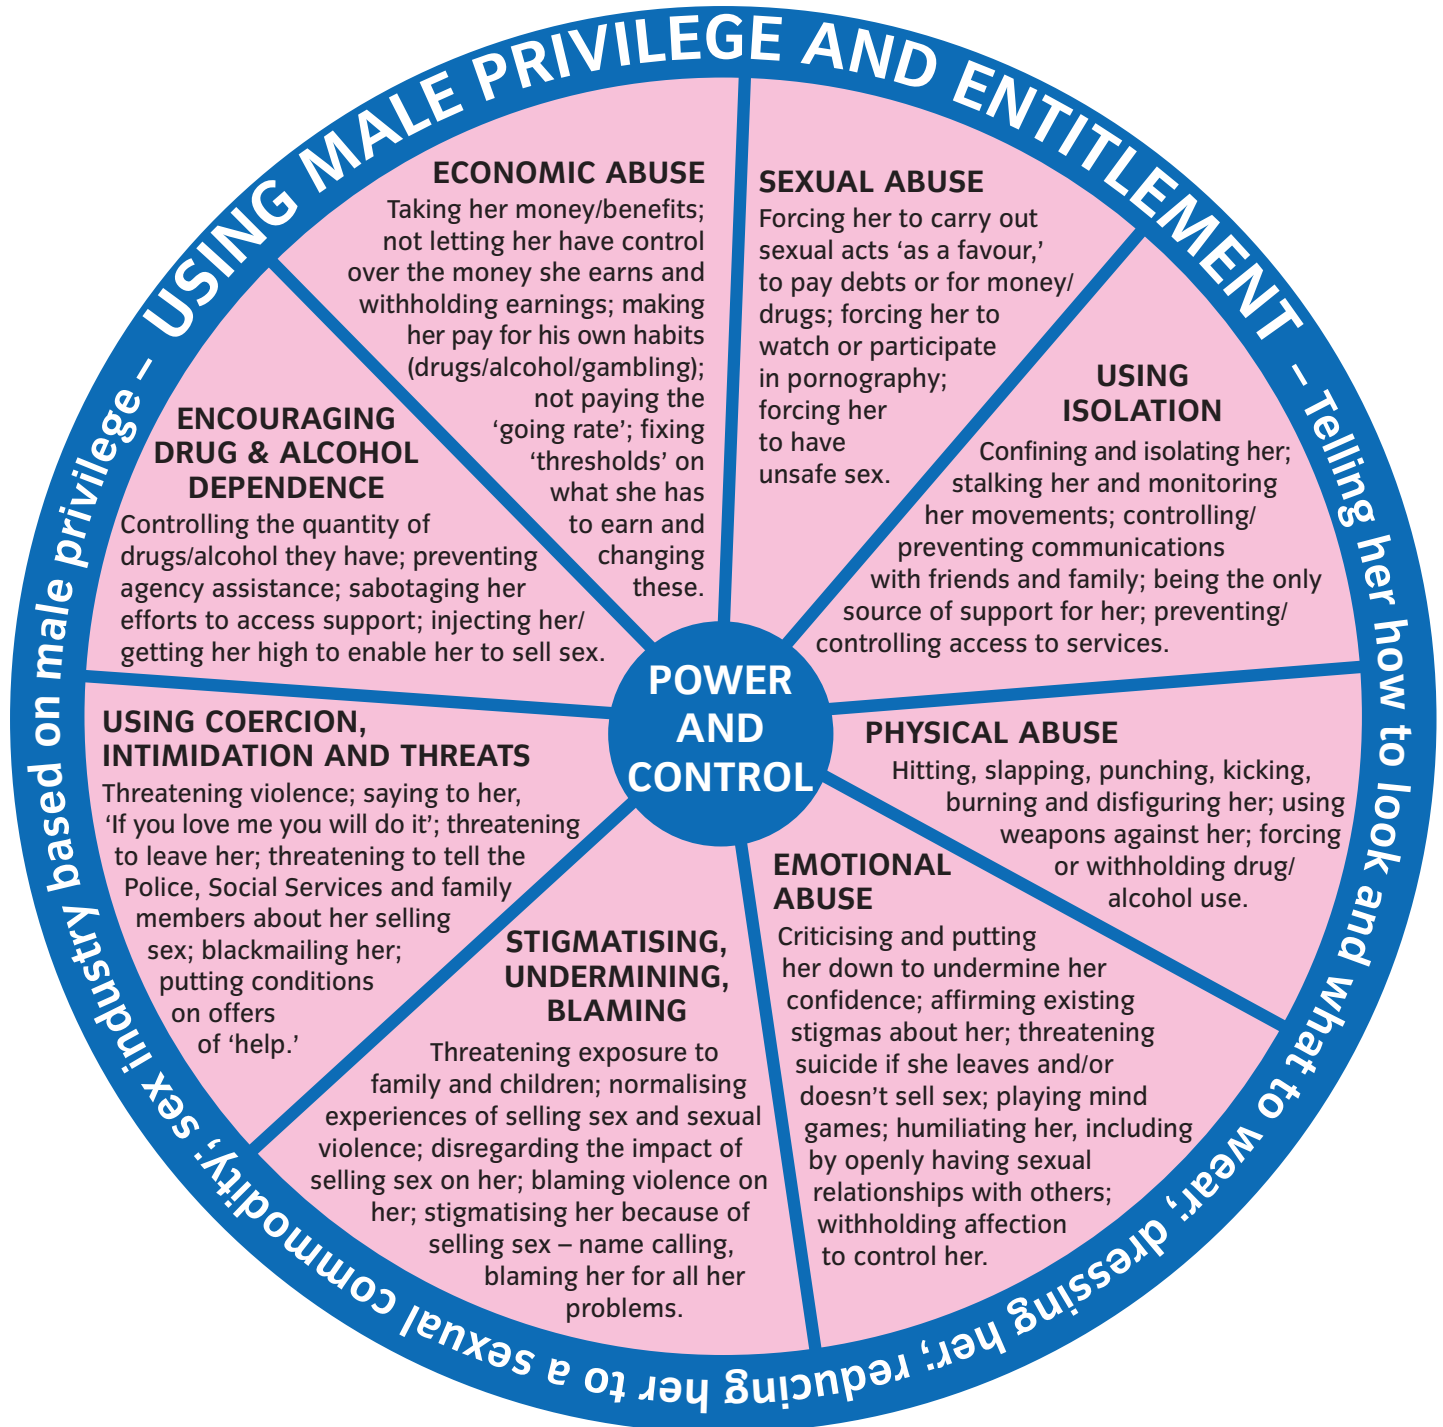 USING MALE PRIVILEGE AND ENTITLEMENT – Telling her how to look and what to wear; dressing her; reducing her to a sexual commodity; sex industry based on male privilege –
ECONOMIC ABUSE
Taking her money/benefits;
not letting her have control
over the money she earns and
withholding earnings; making
her pay for his own habits
(drugs/alcohol/gambling);
not paying the
‘going rate’; fixing
‘thresholds’ on
what she has
to earn and
changing
these.
SEXUAL ABUSE
Forcing her to carry out
sexual acts ‘as a favour,’
to pay debts or for money/
drugs; forcing her to
watch or participate
in pornography;
forcing her
to have
unsafe sex.
USING
ISOLATION
Confining and isolating her;
stalking her and monitoring
her movements; controlling/
preventing communications
with friends and family; being the only
source of support for her; preventing/
controlling access to services.
PHYSICAL ABUSE
Hitting, slapping, punching, kicking,
burning and disfiguring her; using
weapons against her; forcing
or withholding drug/
alcohol use.
EMOTIONAL
ABUSE
Criticising and putting
her down to undermine her
confidence; affirming existing
stigmas about her; threatening
suicide if she leaves and/or
doesn’t sell sex; playing mind
games; humiliating her, including
by openly having sexual
relationships with others;
withholding affection
to control her.
STIGMATISING,
UNDERMINING,
BLAMING
Threatening exposure to
family and children; normalising
experiences of selling sex and sexual
violence; disregarding the impact of
selling sex on her; blaming violence on
her; stigmatising her because of
selling sex – name calling,
blaming her for all her
problems.
USING COERCION,
INTIMIDATION AND THREATS
Threatening violence; saying to her,
‘If you love me you will do it’; threatening
to leave her; threatening to tell the
Police, Social Services and family
members about her selling
sex; blackmailing her;
putting conditions
on offers
of ‘help.’
ENCOURAGING
DRUG & ALCOHOL
DEPENDENCE
Controlling the quantity of
drugs/alcohol they have; preventing
agency assistance; sabotaging her
efforts to access support; injecting her/
getting her high to enable her to sell sex.
POWER
AND
CONTROL